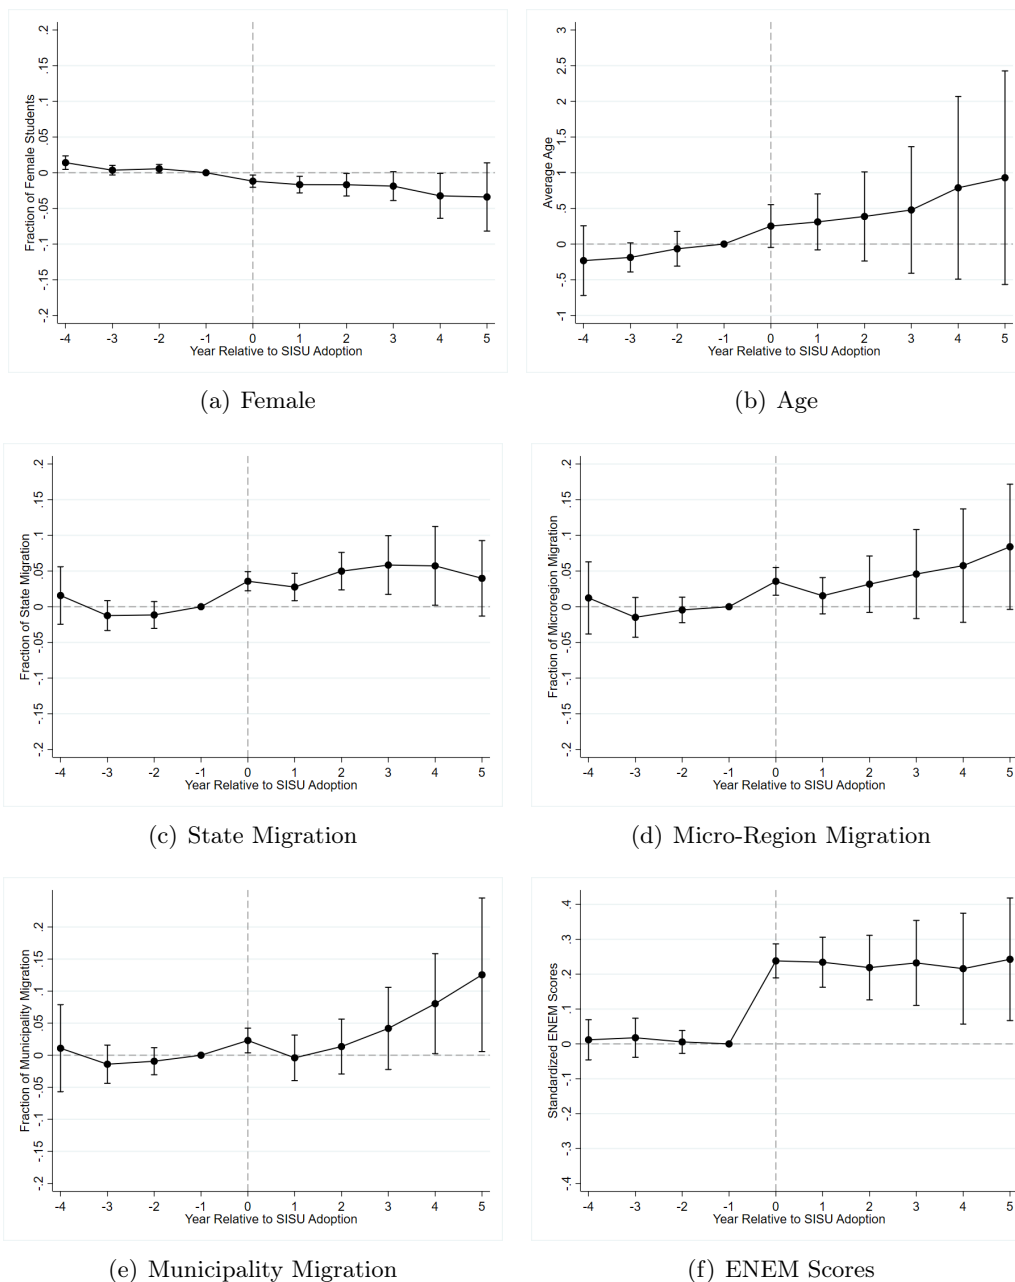 Fraction of Female Students
.2
.15
.1
.05
0
-.05
-.1
-.15
-.2
-4 -3 -2 -1 0 1 2 3 4 5
Year Relative to SISU Adoption
(a) Female
Average Age
3
2.5
2
1.5
1
.5
0
-.5
-1
-4 -3 -2 -1 0 1 2 3 4 5
Year Relative to SISU Adoption
(b) Age
Fraction of State Migration
.2
.15
.1
.05
0
-.05
-.1
-.15
-.2
-4 -3 -2 -1 0 1 2 3 4 5
Year Relative to SISU Adoption
(c) State Migration
Fraction of Microregion Migration
.2
.15
.1
.05
0
-.05
-.1
-.15
-.2
-4 -3 -2 -1 0 1 2 3 4 5
Year Relative to SISU Adoption
(d) Micro-Region Migration
Fraction of Municipality Migration
.2
.15
.1
.05
0
-.05
-.1
-.15
-.2
-4 -3 -2 -1 0 1 2 3 4 5
Year Relative to SISU Adoption
(e) Municipality Migration
Standardized ENEM Scores
.4
.3
.2
.1
0
-.1
-.2
-.3
-.4
-4 -3 -2 -1 0 1 2 3 4 5
Year Relative to SISU Adoption
(f) ENEM Scores